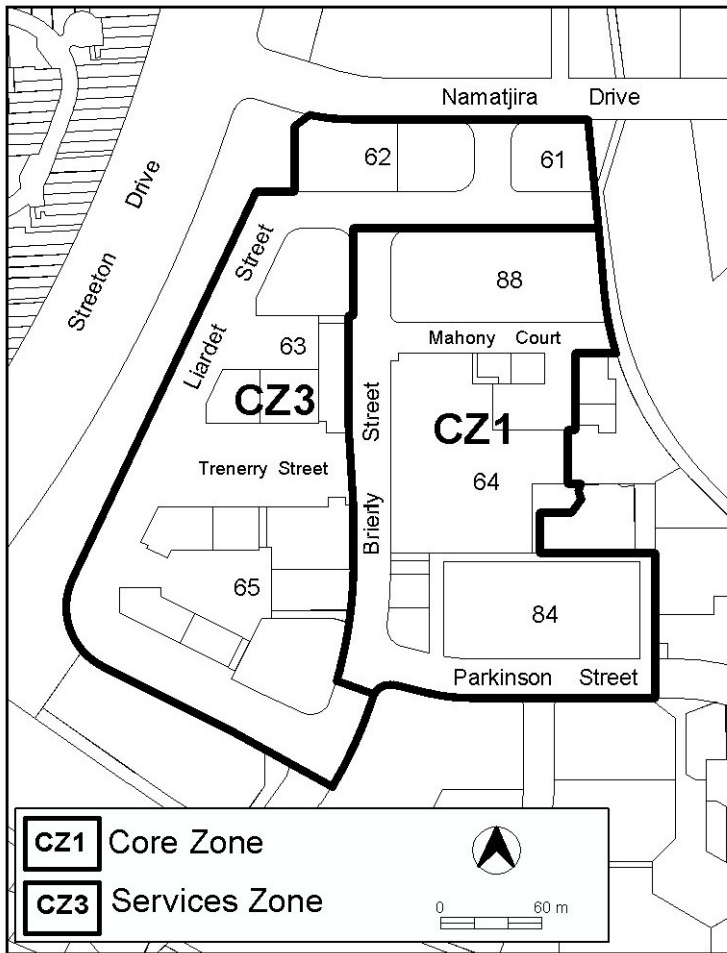 Namatjira Drive
62
61
Streeton Drive
Liardet Street
88
Mahony Court
63
CZ3
Brierly Street
CZ1
Trenerry Street
64
65
84
Parkinson Street
CZ1 Core Zone
CZ3 Services Zone
0 60 m